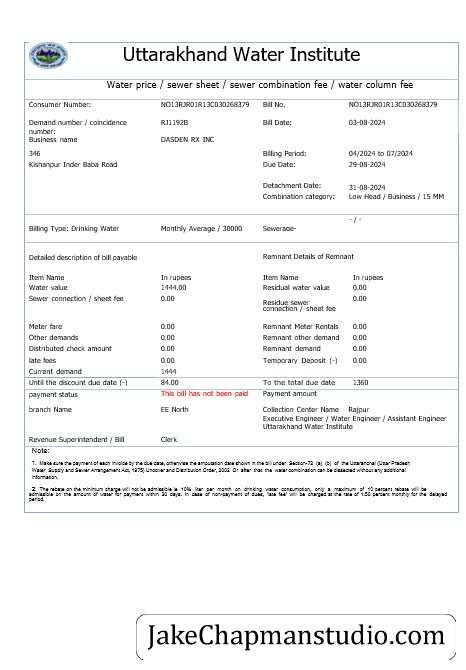 Uttarakhand Water Institute
Water price / sewer sheet / sewer combination fee / water column fee
Consumer Number: NO13RJR01R13C030268379 Bill No. NO13RJR01R13C030268379
Demand number / coincidence number: RJ1192B Bill Date: 03-08-2024
Business name DASDEN RX INC
346 Billing Period: 04/2024 to 07/2024
Kishanpur Inder Baba Road Due Date: 29-08-2024
Detachment Date: 31-08-2024
Combination category: Low Head / Business / 15 MM
- / -
Billing Type: Drinking Water Monthly Average / 30000 Sewerage-
Detailed description of bill payable Remnant Details of Remnant
Item Name In rupees Item Name In rupees
Water value 1444.00 Residual water value 0.00
Sewer connection / sheet fee 0.00 Residue sewer connection / sheet fee 0.00
Meter fare 0.00 Remnant Meter Rentals 0.00
Other demands 0.00 Remnant other demand 0.00
Distributed check amount 0.00 Remnant demand 0.00
late fees 0.00 Temporary Deposit (-) 0.00
Current demand 1444
Until the discount due date (-) 84.00 To the total due date 1360
payment status This bill has not been paid Payment amount
branch Name EE North Collection Center Name Rajpur
Executive Engineer / Water Engineer / Assistant Engineer
Uttarakhand Water Institute
Revenue Superintendent / Bill Clerk
Note:
1. Make sure the payment of each invoice by the due date, otherwise the amputation date shown in the bill under Section-72 (a) (b) of the Uttaranchal (Uttar Pradesh
Water Supply and Sewer Arrangement Act, 1975) Undover and Distribution Order, 2002 Or after that the water combination can be dissected without any additional
information.
2. The rebate on the minimum charge will not be admissible ie 10% liter per month on drinking water consumption, only a maximum of 10 percent rebate will be
admissible on the amount of water for payment within 30 days. In case of non-payment of dues, 'late fee' will be charged at the rate of 1.50 percent monthly for the delayed
period.
JakeChapmanstudio.com